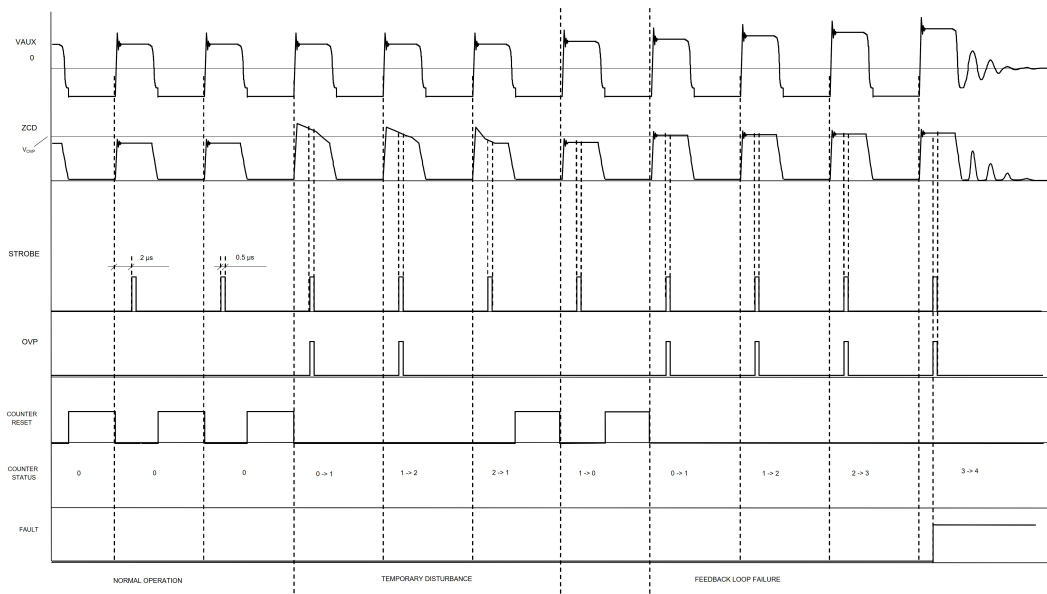 VAUX
0
ZCD
VOVP
STROBE
2 µs
0.5 µs
OVP
COUNTER
RESET
COUNTER
STATUS
0
0
0
0 -> 1
1 -> 2
2 -> 1
1 -> 0
0 -> 1
1 -> 2
2 -> 3
3 -> 4
FAULT
NORMAL OPERATION
TEMPORARY DISTURBANCE
FEEDBACK LOOP FAILURE